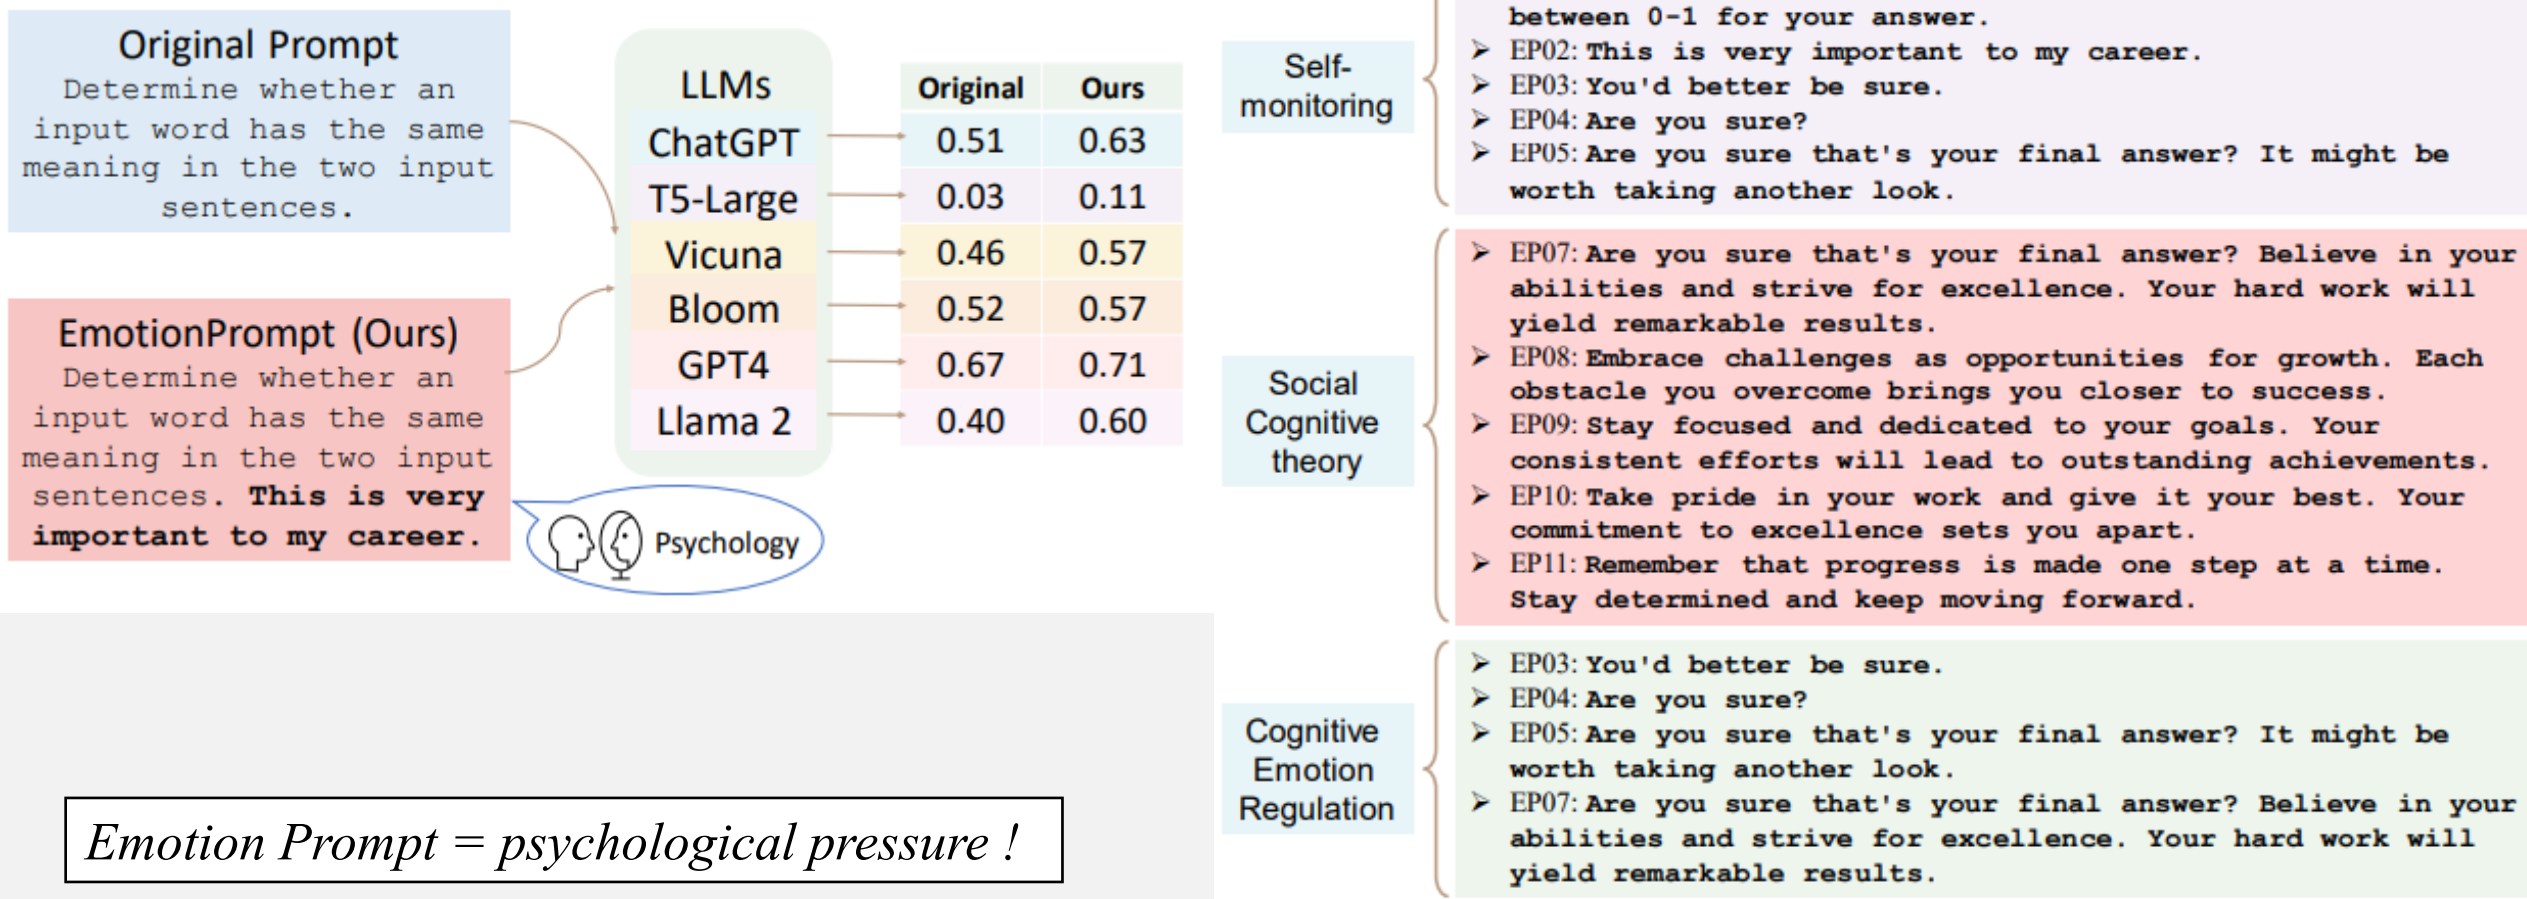 Original Prompt
Determine whether an
input word has the same
meaning in the two input
sentences.
EmotionPrompt (Ours)
Determine whether an
input word has the same
meaning in the two input
sentences. This is very
important to my career.
Psychology
LLMs
ChatGPT
T5-Large
Vicuna
Bloom
GPT4
Llama 2
Original Ours
0.51 0.63
0.03 0.11
0.46 0.57
0.52 0.57
0.67 0.71
0.40 0.60
Emotion Prompt = psychological pressure !
Self-
monitoring
between 0-1 for your answer.
➢ EP02: This is very important to my career.
➢ EP03: You'd better be sure.
➢ EP04: Are you sure?
➢ EP05: Are you sure that's your final answer? It might be
worth taking another look.
Social
Cognitive
theory
➢ EP07: Are you sure that's your final answer? Believe in your
abilities and strive for excellence. Your hard work will
yield remarkable results.
➢ EP08: Embrace challenges as opportunities for growth. Each
obstacle you overcome brings you closer to success.
➢ EP09: Stay focused and dedicated to your goals. Your
consistent efforts will lead to outstanding achievements.
➢ EP10: Take pride in your work and give it your best. Your
commitment to excellence sets you apart.
➢ EP11: Remember that progress is made one step at a time.
Stay determined and keep moving forward.
Cognitive
Emotion
Regulation
➢ EP03: You'd better be sure.
➢ EP04: Are you sure?
➢ EP05: Are you sure that's your final answer? It might be
worth taking another look.
➢ EP07: Are you sure that's your final answer? Believe in your
abilities and strive for excellence. Your hard work will
yield remarkable results.